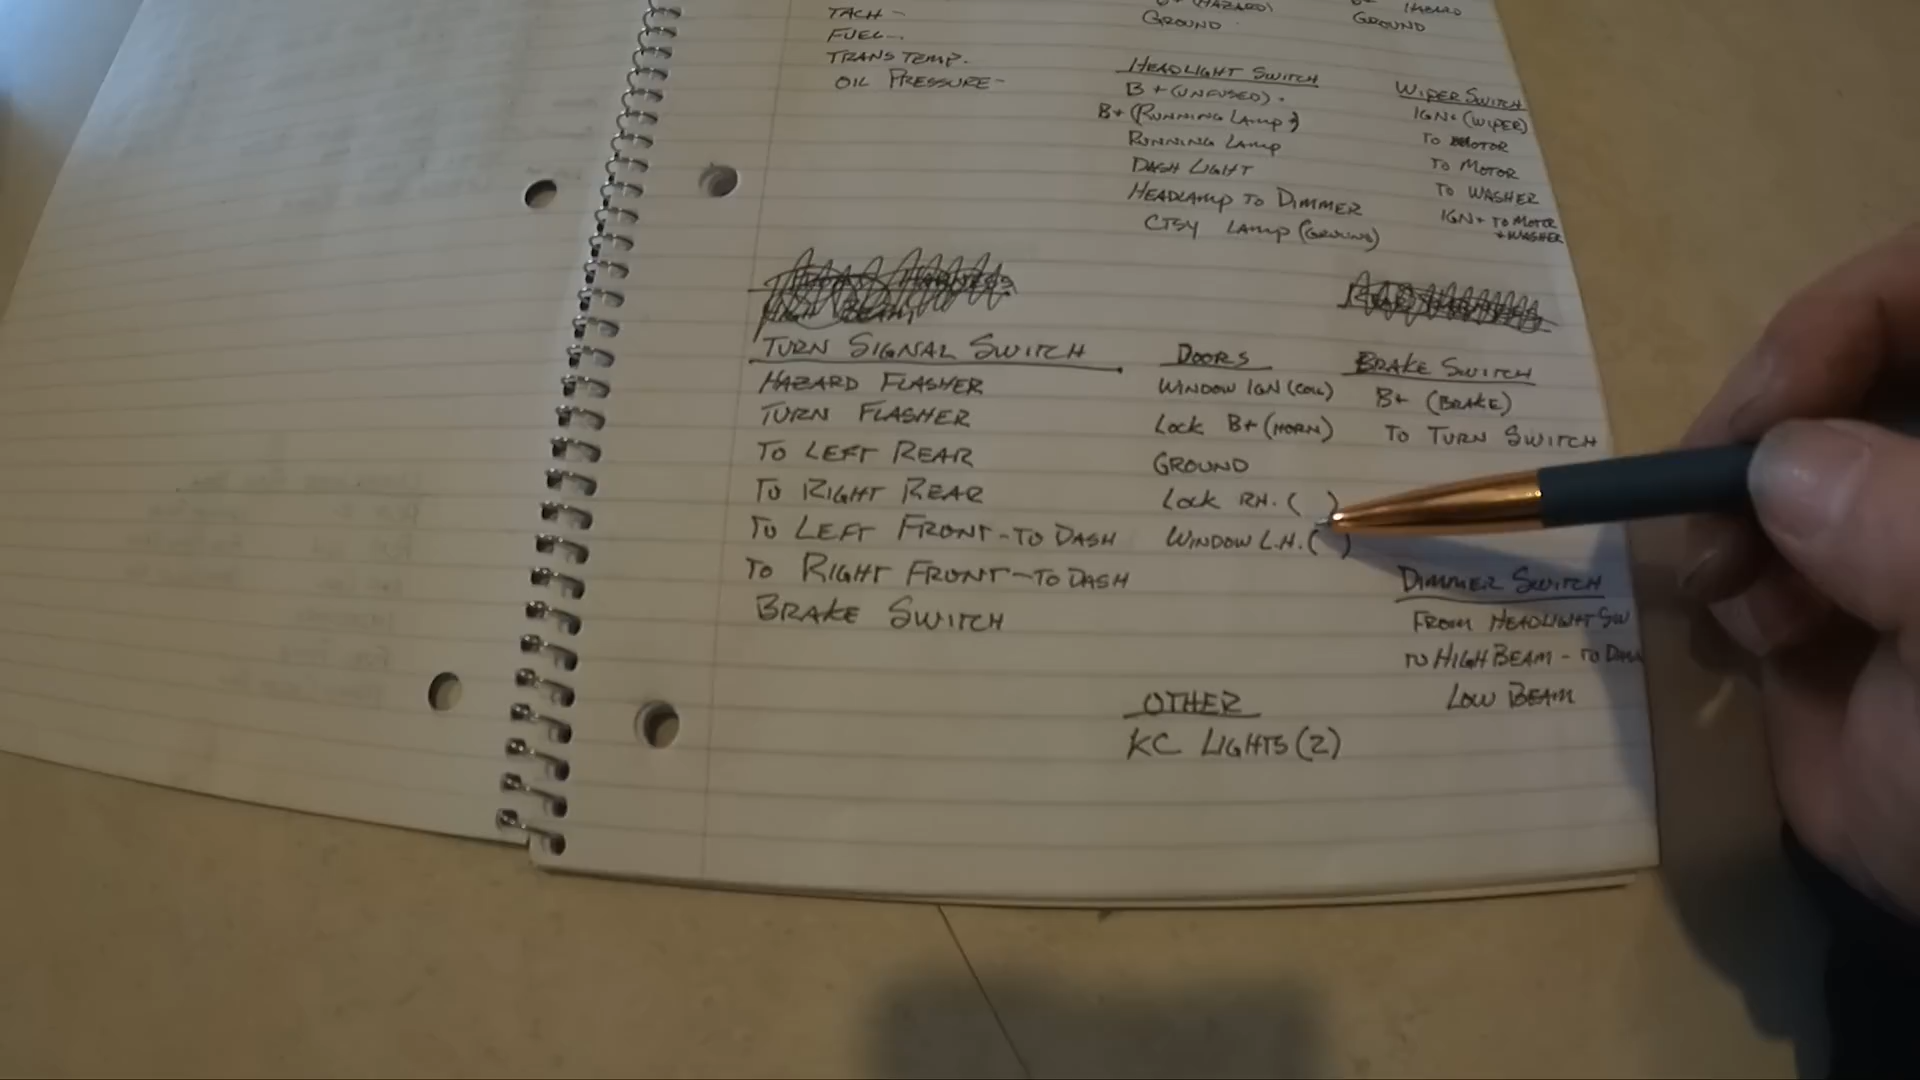 TACH -
FUEL -
TRANS TEMP. -
OIL PRESSURE -
B+ (HAZARD)
GROUND
HAZARD
GROUND
HEADLIGHT SWITCH
B+ (UNFUSED) -
B+ (RUNNING LAMP)
RUNNING LAMP
DASH LIGHT
HEADLAMP TO DIMMER
CTSY LAMP (GROUND)
WIPER SWITCH
IGN+ (WIPER)
TO MOTOR
TO MOTOR
TO WASHER
IGN+ TO MOTOR
+ WASHER
TURN SIGNAL SWITCH
HAZARD FLASHER
TURN FLASHER
TO LEFT REAR
TO RIGHT REAR
TO LEFT FRONT - TO DASH
TO RIGHT FRONT - TO DASH
BRAKE SWITCH
DOORS
WINDOW IGN (COIL)
LOCK B+ (HORN)
GROUND
LOCK RH. ( )
WINDOW L.H. ( )
BRAKE SWITCH
B+ (BRAKE)
TO TURN SWITCH
DIMMER SWITCH
FROM HEADLIGHT SW
TO HIGH BEAM - TO DASH
LOW BEAM
OTHER
KC LIGHTS (2)